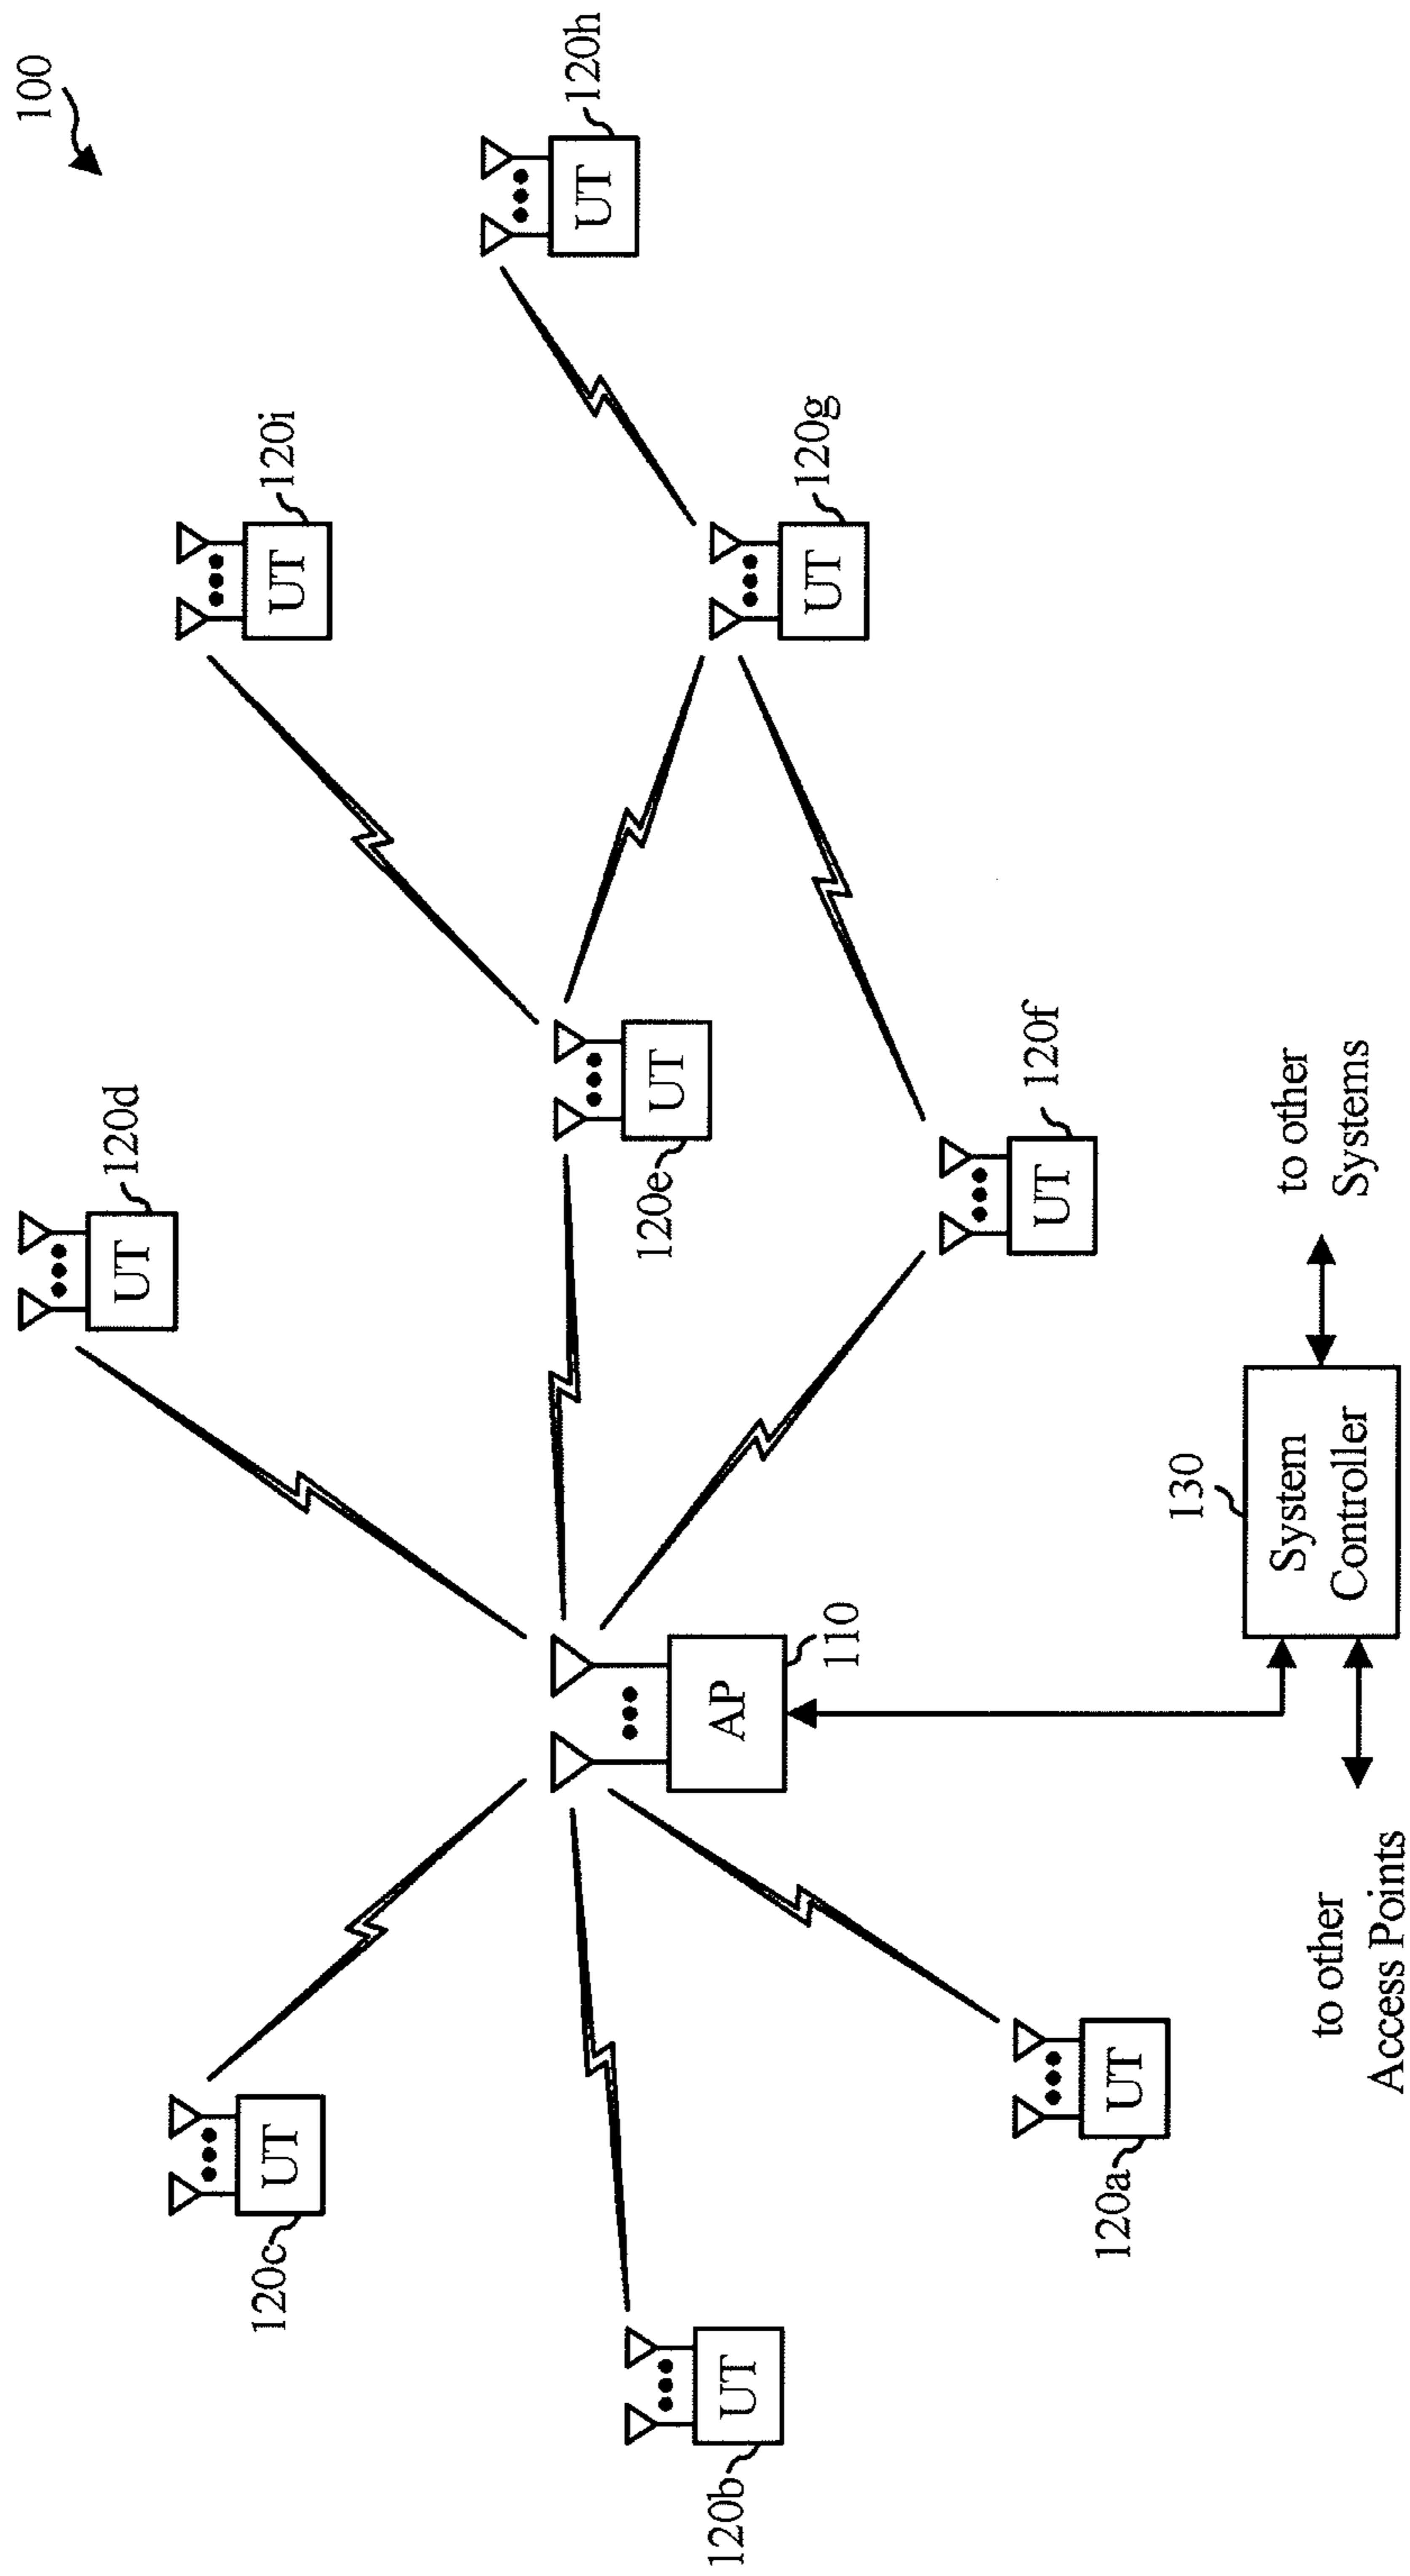 100
120d
UT
120i
UT
120c
UT
120h
UT
UT
120e
AP
110
120b
UT
120g
UT
120f
UT
120a
UT
130
System
Controller
to other
Systems
to other
Access Points